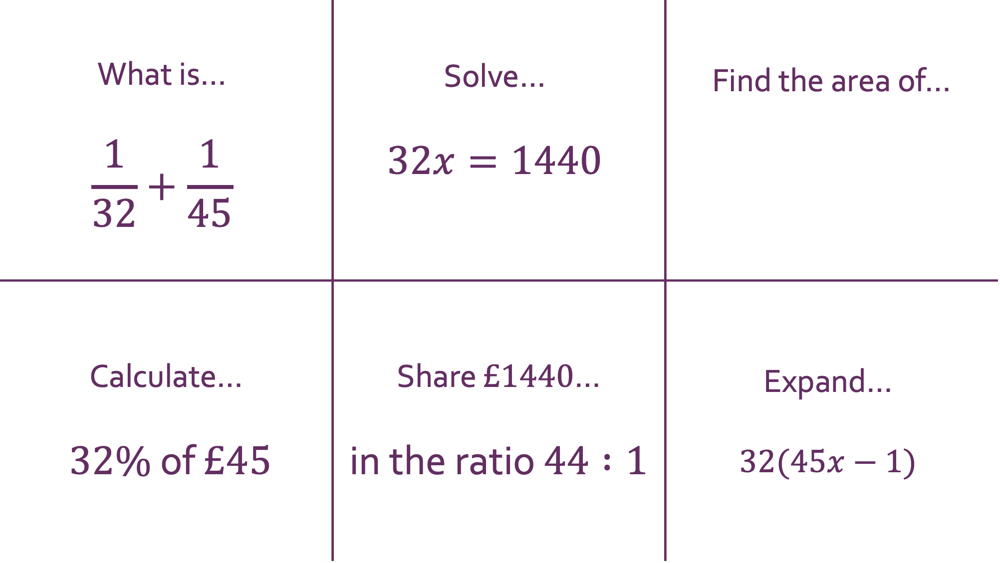 What is...
1/32 + 1/45
Solve...
32x = 1440
Find the area of...
Calculate...
32% of £45
Share £1440...
in the ratio 44 : 1
Expand...
32(45x − 1)